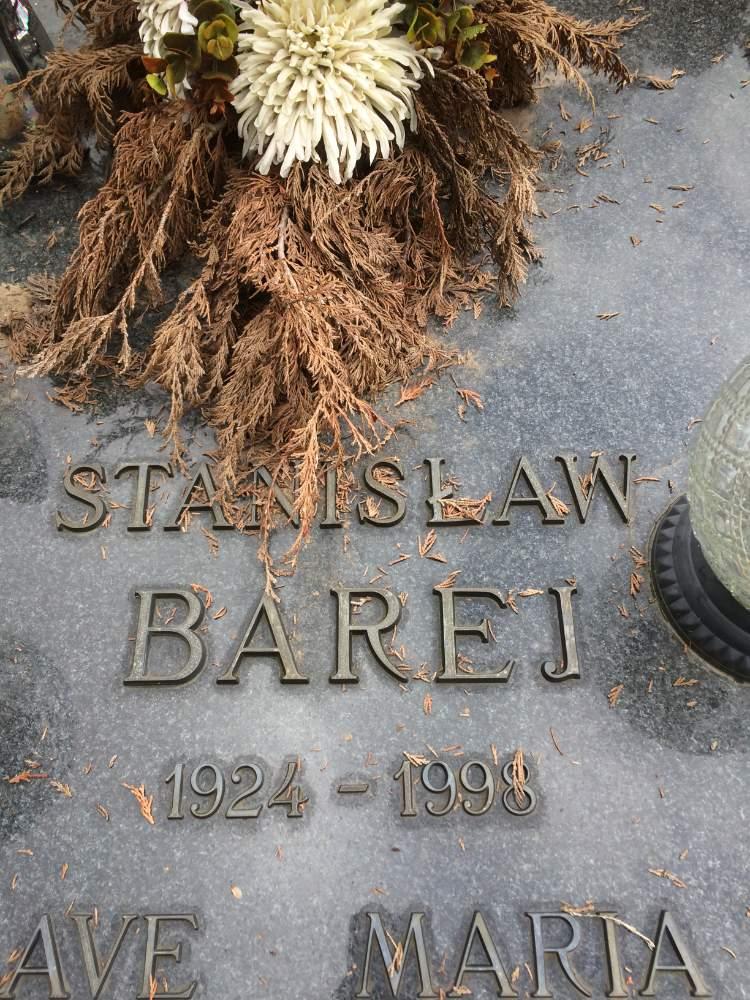 STANISŁAW
BAREJ
1924 - 1998
AVE MARIA